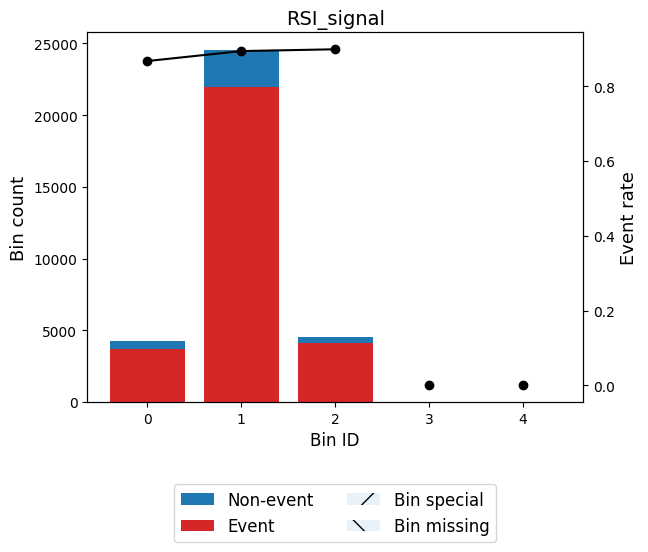 RSI_signal
25000
20000
15000
10000
5000
0
Bin count
0.8
0.6
0.4
0.2
0.0
Event rate
0 1 2 3 4
Bin ID
Non-event Bin special
Event Bin missing